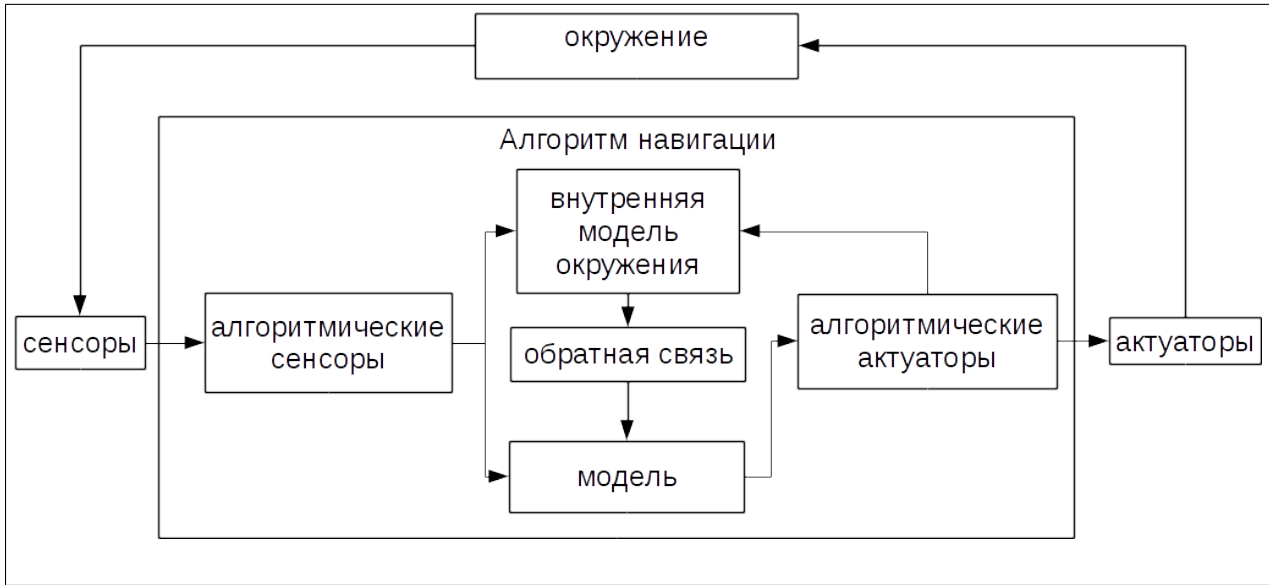 окружение
Алгоритм навигации
внутренняя
модель
окружения
сенсоры
алгоритмические
сенсоры
обратная связь
алгоритмические
актуаторы
актуаторы
модель